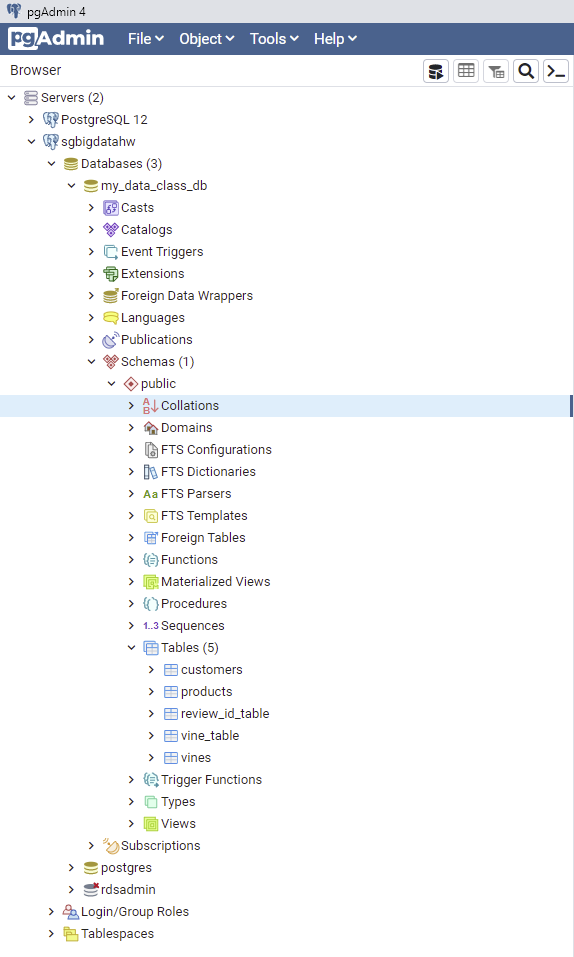 pgAdmin 4
pgAdmin File Object Tools Help
Browser
Servers (2)
PostgreSQL 12
sgbigdatahw
Databases (3)
my_data_class_db
Casts
Catalogs
Event Triggers
Extensions
Foreign Data Wrappers
Languages
Publications
Schemas (1)
public
Collations
Domains
FTS Configurations
FTS Dictionaries
Aa FTS Parsers
FTS Templates
Foreign Tables
Functions
Materialized Views
Procedures
1..3 Sequences
Tables (5)
customers
products
review_id_table
vine_table
vines
Trigger Functions
Types
Views
Subscriptions
postgres
rdsadmin
Login/Group Roles
Tablespaces